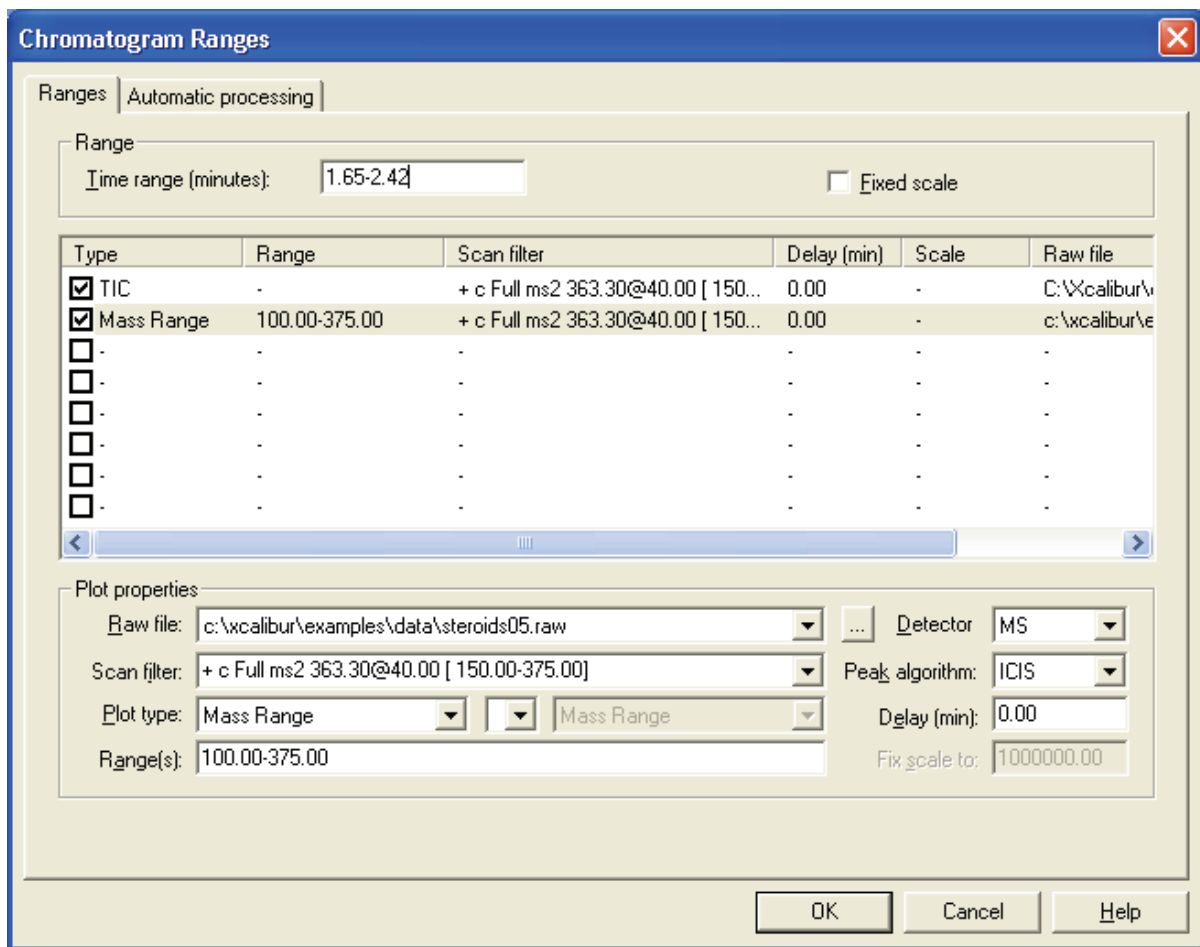 Chromatogram Ranges
Ranges Automatic processing
Range
Time range (minutes): 1.65-2.42 Fixed scale
Type Range Scan filter Delay (min) Scale Raw file
TIC - + c Full ms2 363.30@40.00 [ 150... 0.00 - C:\Xcalibur\
Mass Range 100.00-375.00 + c Full ms2 363.30@40.00 [ 150... 0.00 - c:\xcalibur\e
- - - - - -
- - - - - -
- - - - - -
- - - - - -
- - - - - -
- - - - - -
Plot properties
Raw file: c:\xcalibur\examples\data\steroids05.raw ... Detector MS
Scan filter: + c Full ms2 363.30@40.00 [ 150.00-375.00] Peak algorithm: ICIS
Plot type: Mass Range Mass Range Delay (min): 0.00
Range(s): 100.00-375.00 Fix scale to: 1000000.00
OK Cancel Help